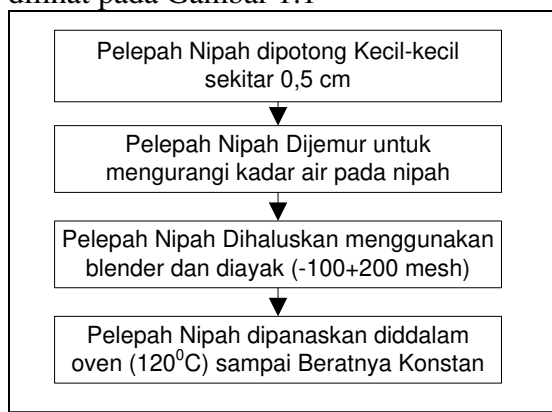 dilihat pada Gambar 1.1
Pelepah Nipah dipotong Kecil-kecil
sekitar 0,5 cm
Pelepah Nipah Dijemur untuk
mengurangi kadar air pada nipah
Pelepah Nipah Dihaluskan menggunakan
blender dan diayak (-100+200 mesh)
Pelepah Nipah dipanaskan diddalam
oven (120⁰C) sampai Beratnya Konstan